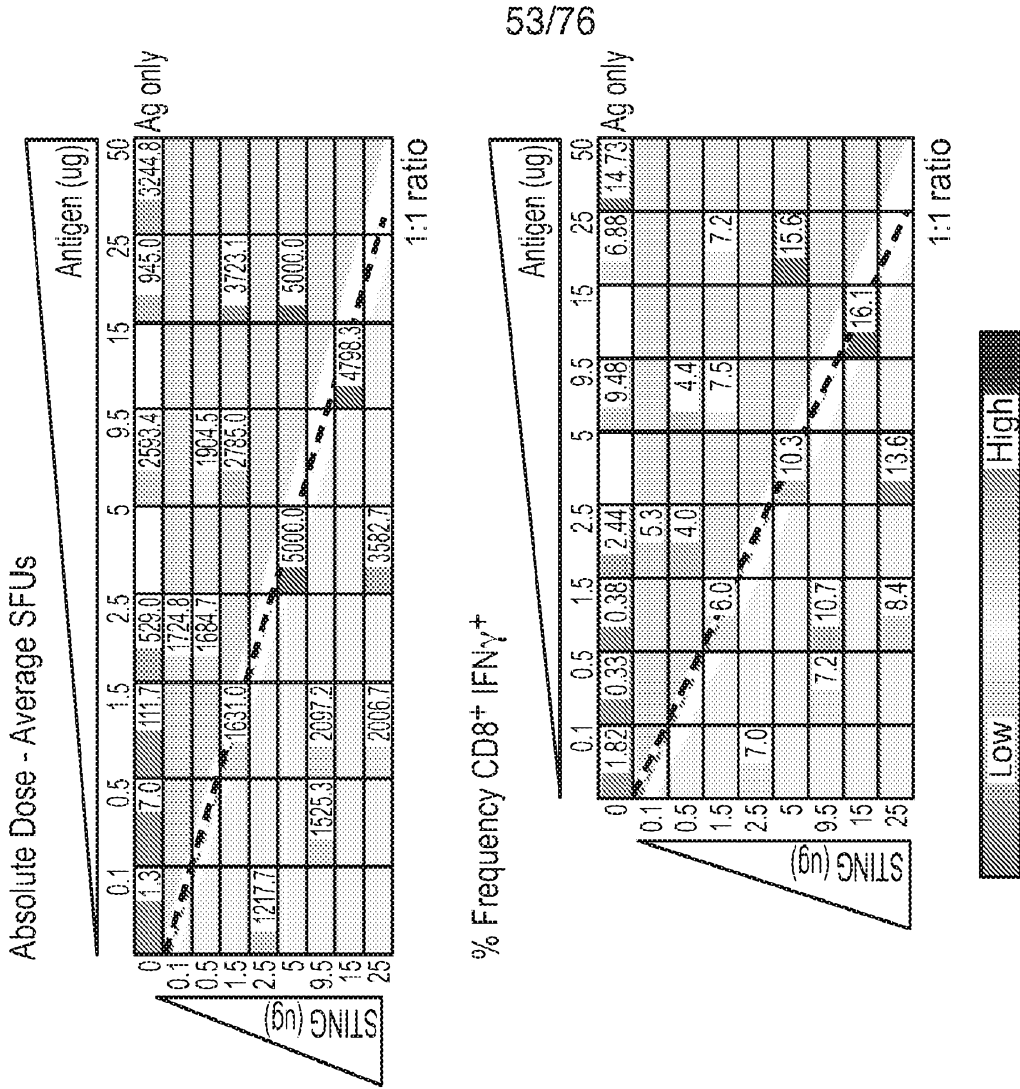 53/76
Absolute Dose - Average SFUs
Antigen (ug)
0.1 0.5 1.5 2.5 5 9.5 15 25 50
0 1.3 7.0 111.7 529.0 2593.4 945.0 3244.8 Ag only
0.1 1724.8
0.5 1684.7 1904.5
1.5 1631.0 2785.0 3723.1
2.5 1217.7
5 5000.0 5000.0
9.5 1525.3 2097.2
15 4798.3
25 2006.7 3582.7
STING (ug)
1:1 ratio
% Frequency CD8+ IFNγ+
Antigen (ug)
0.1 0.5 1.5 2.5 5 9.5 15 25 50
0 1.82 0.33 0.38 2.44 9.48 6.88 14.73 Ag only
0.1 5.3
0.5 4.0 4.4
1.5 6.0 7.5 7.2
2.5 7.0
5 10.3 15.6
9.5 7.2 10.7
15 16.1
25 8.4 13.6
STING (ug)
1:1 ratio
Low High